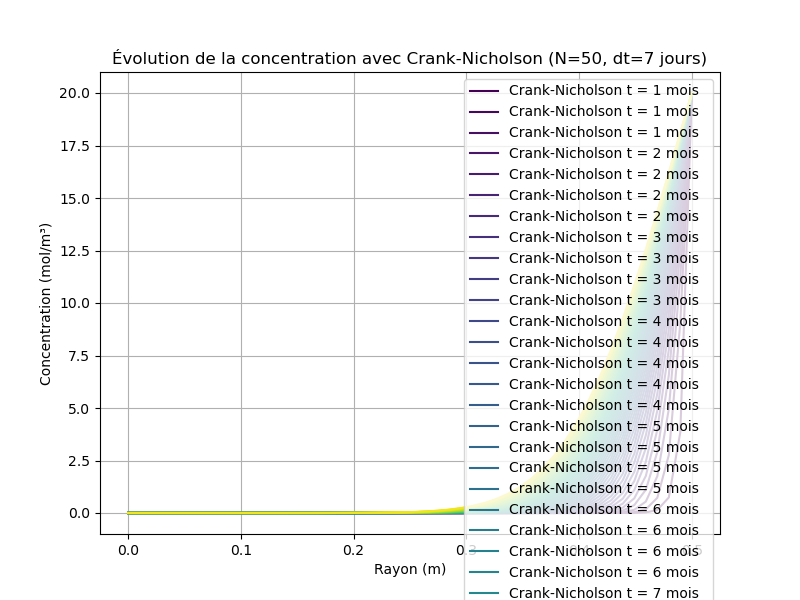 Évolution de la concentration avec Crank-Nicholson (N=50, dt=7 jours)
Concentration (mol/m³)
20.0
17.5
15.0
12.5
10.0
7.5
5.0
2.5
0.0
Crank-Nicholson t = 1 mois
Crank-Nicholson t = 1 mois
Crank-Nicholson t = 1 mois
Crank-Nicholson t = 2 mois
Crank-Nicholson t = 2 mois
Crank-Nicholson t = 2 mois
Crank-Nicholson t = 2 mois
Crank-Nicholson t = 3 mois
Crank-Nicholson t = 3 mois
Crank-Nicholson t = 3 mois
Crank-Nicholson t = 3 mois
Crank-Nicholson t = 4 mois
Crank-Nicholson t = 4 mois
Crank-Nicholson t = 4 mois
Crank-Nicholson t = 4 mois
Crank-Nicholson t = 4 mois
Crank-Nicholson t = 5 mois
Crank-Nicholson t = 5 mois
Crank-Nicholson t = 5 mois
Crank-Nicholson t = 5 mois
Crank-Nicholson t = 6 mois
Crank-Nicholson t = 6 mois
Crank-Nicholson t = 6 mois
Crank-Nicholson t = 6 mois
Crank-Nicholson t = 7 mois
0.0 0.1 0.2 0.3
Rayon (m)